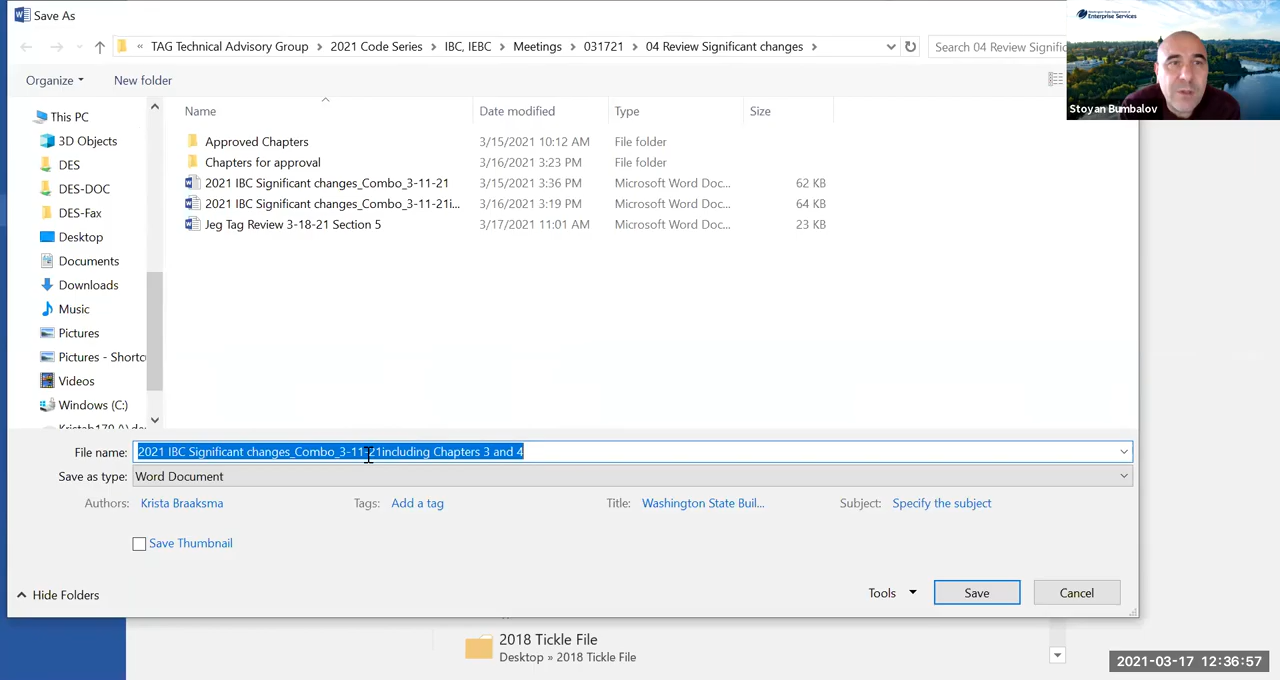 Save As
« TAG Technical Advisory Group > 2021 Code Series > IBC, IEBC > Meetings > 031721 > 04 Review Significant changes >
Search 04 Review Signific
Organize
New folder
Enterprise Services
Stoyan Bumbalov
This PC
3D Objects
DES
DES-DOC
DES-Fax
Desktop
Documents
Downloads
Music
Pictures
Pictures - Shortc
Videos
Windows (C:)
Name Date modified Type Size
Approved Chapters 3/15/2021 10:12 AM File folder
Chapters for approval 3/16/2021 3:23 PM File folder
2021 IBC Significant changes_Combo_3-11-21 3/15/2021 3:36 PM Microsoft Word Doc... 62 KB
2021 IBC Significant changes_Combo_3-11-21i... 3/16/2021 3:19 PM Microsoft Word Doc... 64 KB
Jeg Tag Review 3-18-21 Section 5 3/17/2021 11:01 AM Microsoft Word Doc... 23 KB
File name: 2021 IBC Significant changes_Combo_3-11-21including Chapters 3 and 4
Save as type: Word Document
Authors: Krista Braaksma Tags: Add a tag Title: Washington State Buil... Subject: Specify the subject
Save Thumbnail
Hide Folders
Tools Save Cancel
2018 Tickle File
Desktop » 2018 Tickle File
2021-03-17 12:36:57